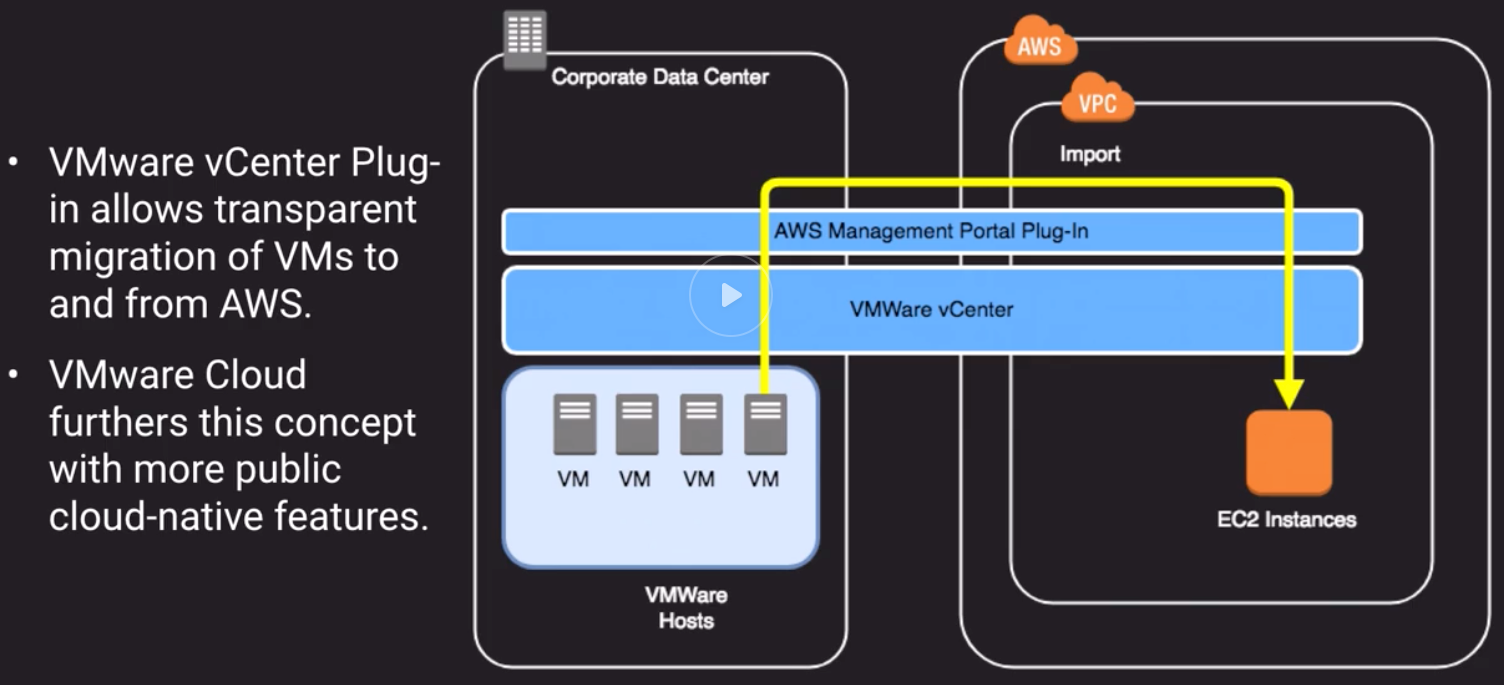 • VMware vCenter Plug-
in allows transparent
migration of VMs to
and from AWS.
• VMware Cloud
furthers this concept
with more public
cloud-native features.
Corporate Data Center
AWS
VPC
Import
AWS Management Portal Plug-In
VMWare vCenter
VM VM VM VM
VMWare
Hosts
EC2 Instances